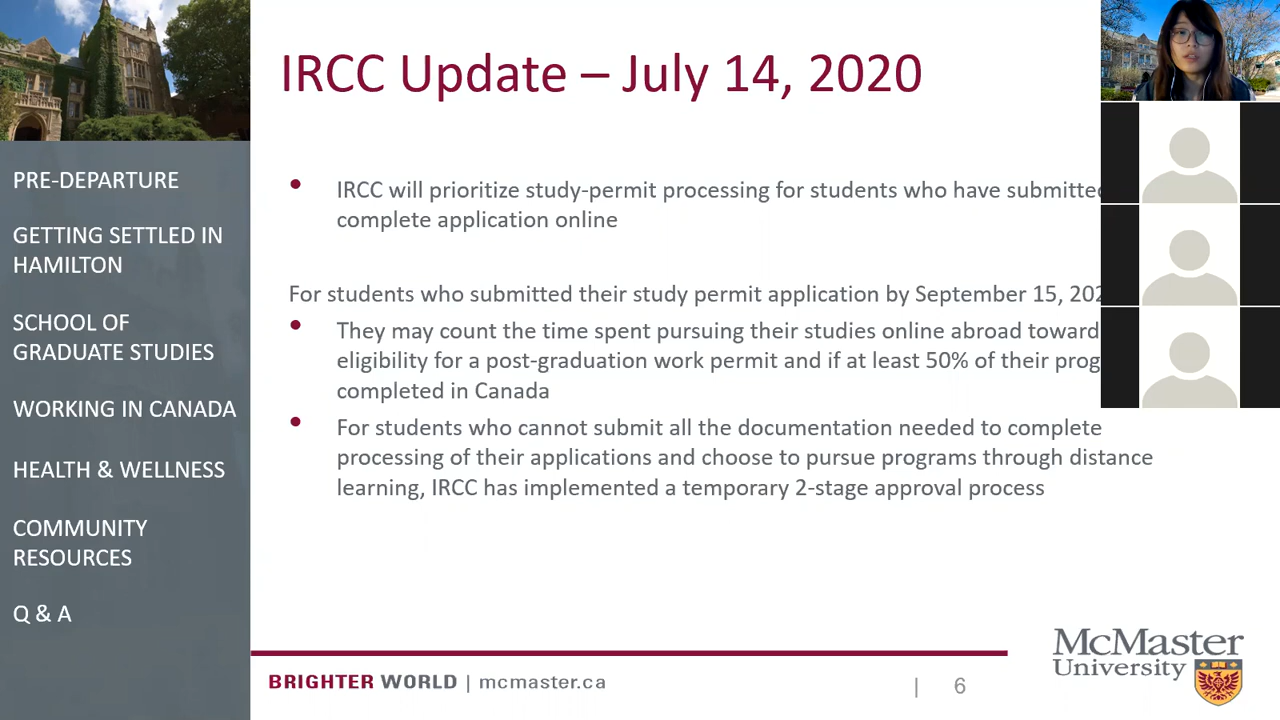 IRCC Update – July 14, 2020
PRE-DEPARTURE
GETTING SETTLED IN
HAMILTON
SCHOOL OF
GRADUATE STUDIES
WORKING IN CANADA
HEALTH & WELLNESS
COMMUNITY
RESOURCES
Q & A
• IRCC will prioritize study-permit processing for students who have submitted
complete application online
For students who submitted their study permit application by September 15,
• They may count the time spent pursuing their studies online abroad toward
eligibility for a post-graduation work permit and if at least 50% of their
completed in Canada
• For students who cannot submit all the documentation needed to complete
processing of their applications and choose to pursue programs through distance
learning, IRCC has implemented a temporary 2-stage approval process
BRIGHTER WORLD | mcmaster.ca
| 6
McMaster
University